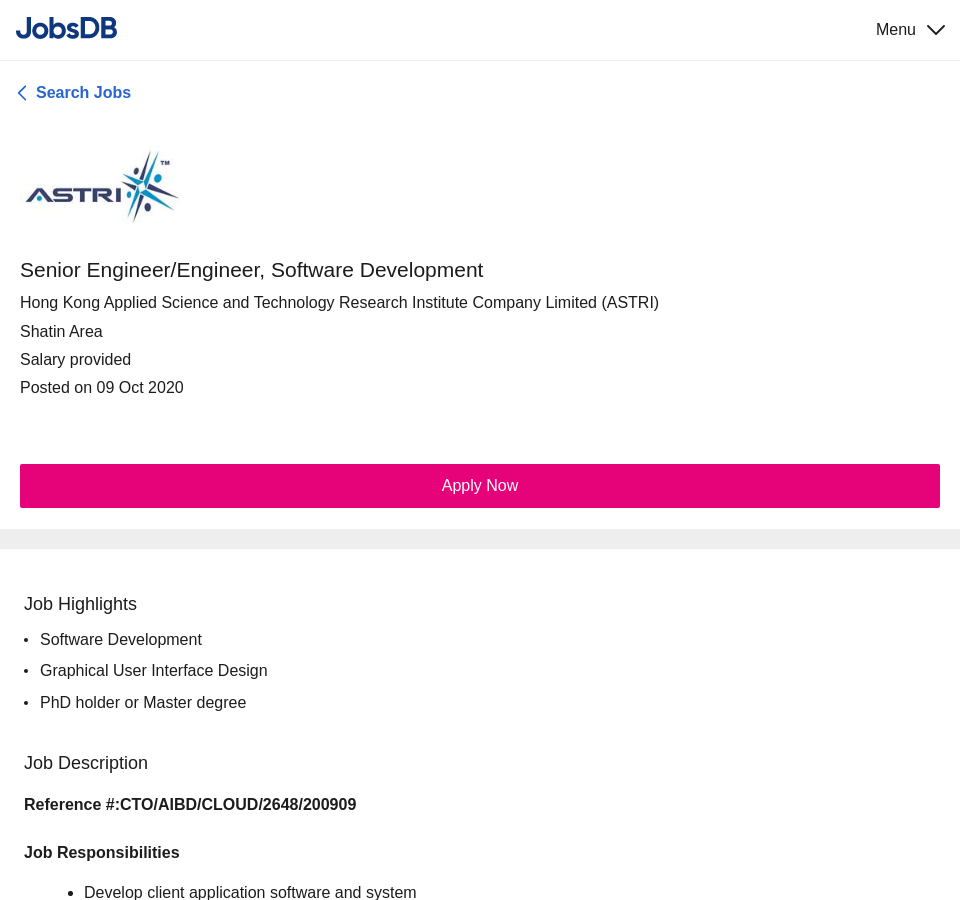 JobsDB
Menu
Search Jobs
ASTRI™
Senior Engineer/Engineer, Software Development
Hong Kong Applied Science and Technology Research Institute Company Limited (ASTRI)
Shatin Area
Salary provided
Posted on 09 Oct 2020
Apply Now
Job Highlights
• Software Development
• Graphical User Interface Design
• PhD holder or Master degree
Job Description
Reference #:CTO/AIBD/CLOUD/2648/200909
Job Responsibilities
• Develop client application software and system